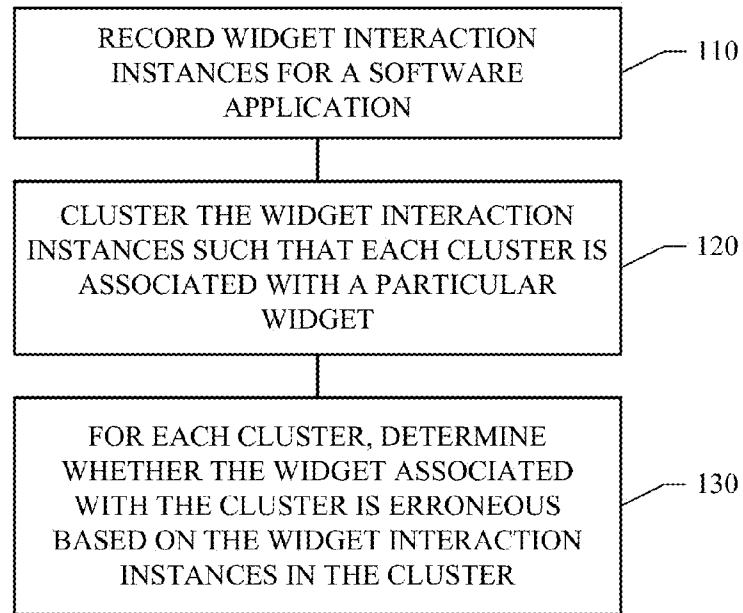 RECORD WIDGET INTERACTION
INSTANCES FOR A SOFTWARE
APPLICATION
110
CLUSTER THE WIDGET INTERACTION
INSTANCES SUCH THAT EACH CLUSTER IS
ASSOCIATED WITH A PARTICULAR
WIDGET
120
FOR EACH CLUSTER, DETERMINE
WHETHER THE WIDGET ASSOCIATED
WITH THE CLUSTER IS ERRONEOUS
BASED ON THE WIDGET INTERACTION
INSTANCES IN THE CLUSTER
130